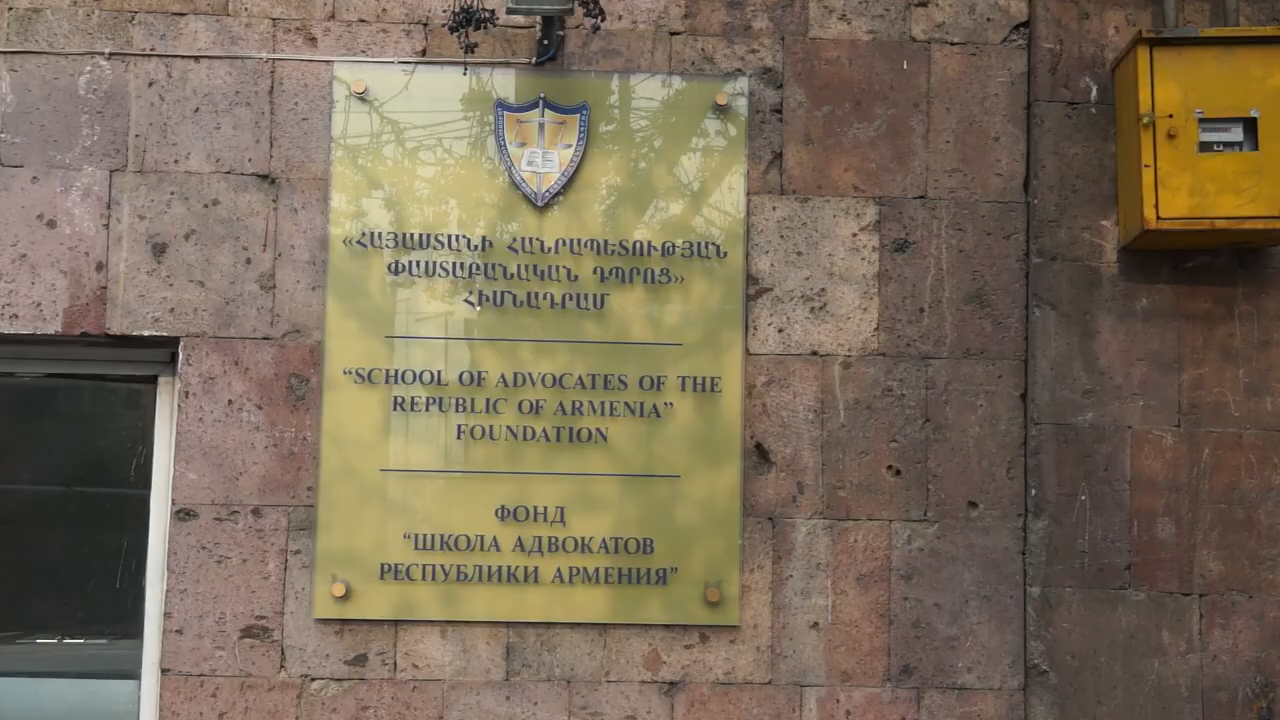 «ՀԱՅԱՍՏԱՆԻ ՀԱՆՐԱՊԵՏՈՒԹՅԱՆ
ՓԱՍՏԱԲԱՆԱԿԱՆ ԴՊՐՈՑ»
ՀԻՄՆԱԴՐԱՄ
“SCHOOL OF ADVOCATES OF THE
REPUBLIC OF ARMENIA”
FOUNDATION
ФОНД
“ШКОЛА АДВОКАТОВ
РЕСПУБЛИКИ АРМЕНИЯ”